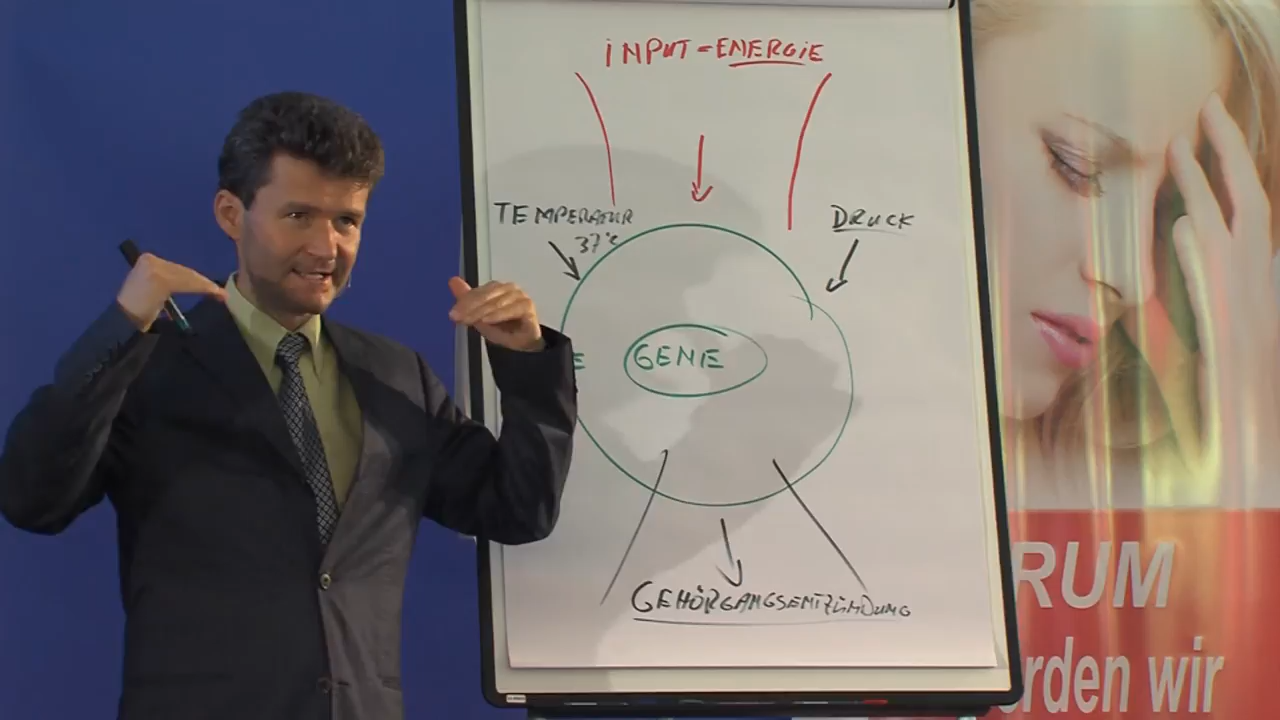 INPUT = ENERGIE
TEMPERATUR
37°C
DRUCK
E
GENE
GEHÖRGANGSENTZÜNDUNG
RUM
rden wir